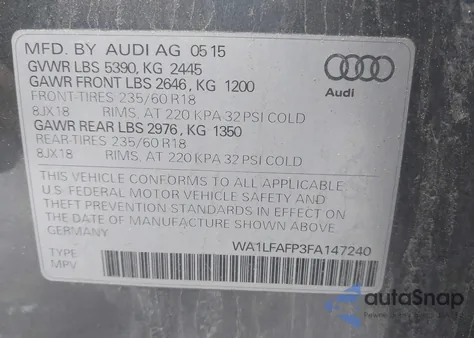 MFD. BY AUDI AG 05 15
GVWR LBS 5390, KG 2445
GAWR FRONT LBS 2646, KG 1200
FRONT-TIRES 235/60 R18
8JX18 RIMS, AT 220 KPA 32 PSI COLD
GAWR REAR LBS 2976, KG 1350
REAR-TIRES 235/60 R18
8JX18 RIMS, AT 220 KPA 32 PSI COLD
Audi
THIS VEHICLE CONFORMS TO ALL APPLICABLE
U.S. FEDERAL MOTOR VEHICLE SAFETY AND
THEFT PREVENTION STANDARDS IN EFFECT ON
THE DATE OF MANUFACTURE SHOWN ABOVE.
WA1LFAFP3FA147240
TYPE
MPV
autoSnap